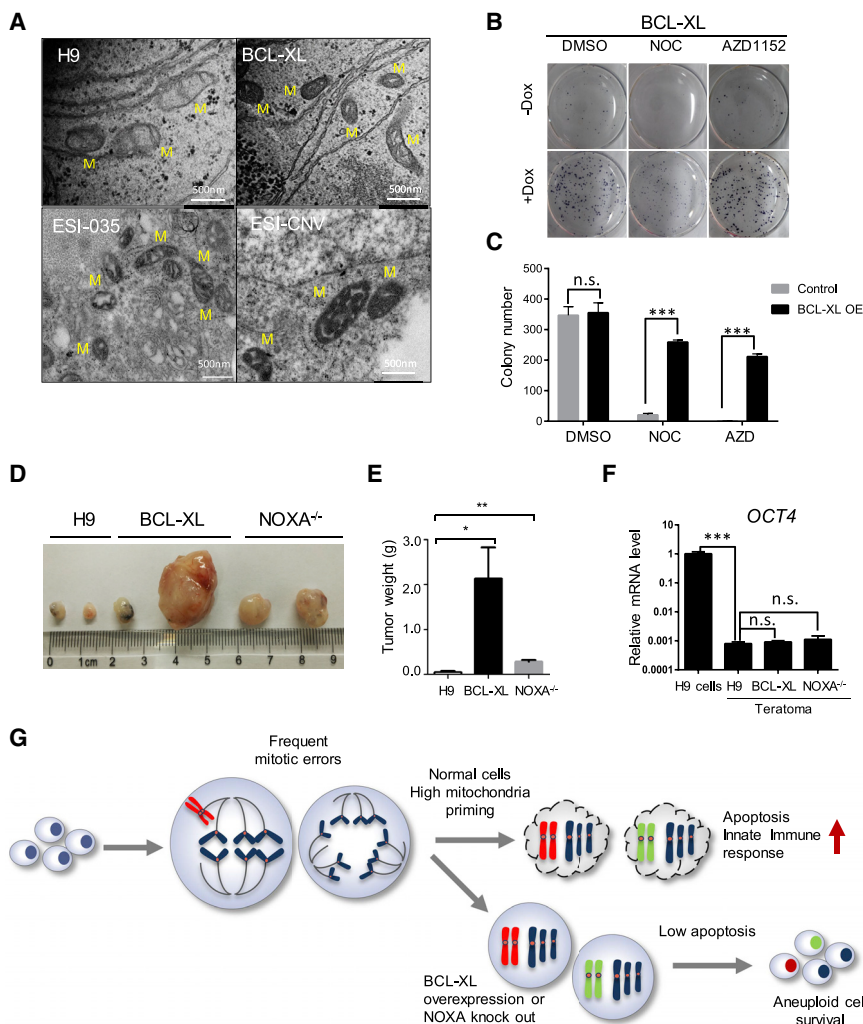 A
H9
M
M
M
500nm
BCL-XL
M
M
M
M
500nm
ESI-035
M
M
M
M
M
500nm
ESI-CNV
M
M
500nm
B
BCL-XL
DMSO NOC AZD1152
-Dox
+Dox
C
Colony number
500
400
300
200
100
0
n.s.
***
***
Control
BCL-XL OE
DMSO NOC AZD
D
H9 BCL-XL NOXA-/-
0 1cm 2 3 4 5 6 7 8 9
E
Tumor weight (g)
3.0
2.0
1.0
0.0
**
*
H9 BCL-XL NOXA-/-
F
OCT4
Relative mRNA level
10
1
0.1
0.01
0.001
0.0001
***
n.s.
n.s.
H9 cells H9 BCL-XL NOXA-/-
Teratoma
G
Frequent
mitotic errors
Normal cells
High mitochondria
priming
Apoptosis
Innate Immune
response
BCL-XL
overexpression or
NOXA knock out
Low apoptosis
Aneuploid cell
survival